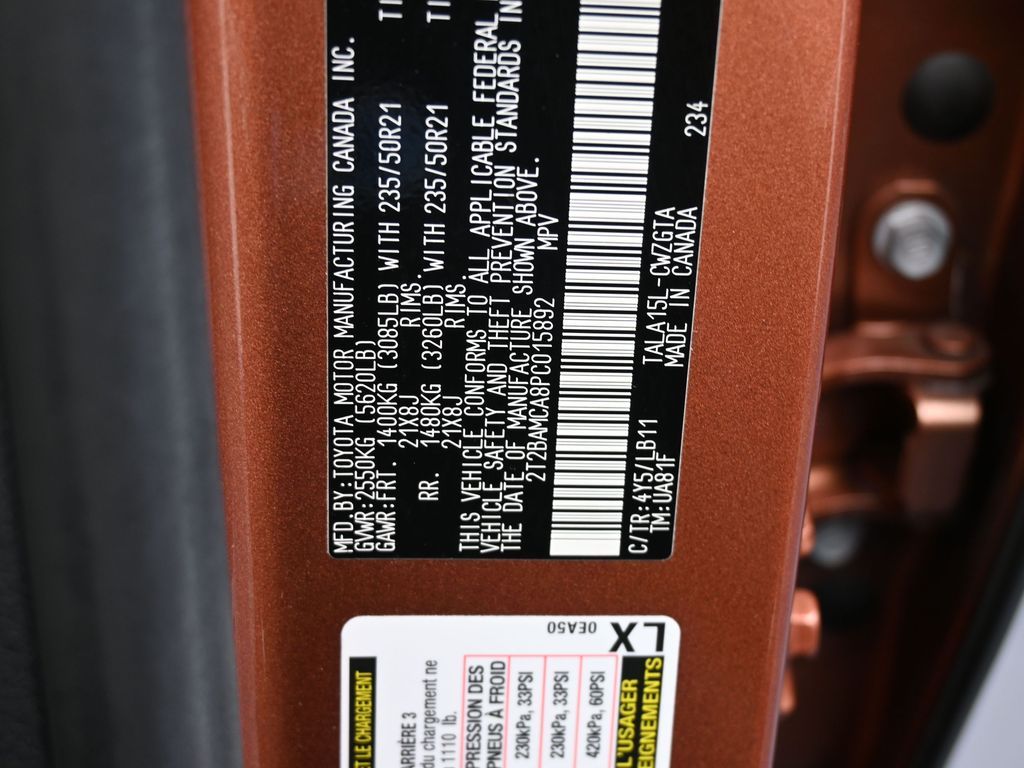 MFD.BY:TOYOTA MOTOR MANUFACTURING CANADA INC.
GVWR:2550KG (5620LB)
GAWR:FRT. 1400KG (3085LB) WITH 235/50R21 TI
21X8J RIMS.
RR. 1480KG (3260LB) WITH 235/50R21 TI
21X8J RIMS.
THIS VEHICLE CONFORMS TO ALL APPLICABLE FEDERAL
VEHICLE SAFETY AND THEFT PREVENTION STANDARDS IN
THE DATE OF MANUFACTURE SHOWN ABOVE.
2T2BAMCA8PC015892 MPV
C/TR:4Y5/LB11 TALA15L-CWZGTA 234
TM:UA81F MADE IN CANADA
LX
0EA50
ET LE CHARGEMENT
ARRIÈRE 3
du chargement ne
1110 lb.
PRESSION DES
PNEUS À FROID
230kPa, 33PSI
230kPa, 33PSI
420kPa, 60PSI
L'USAGER